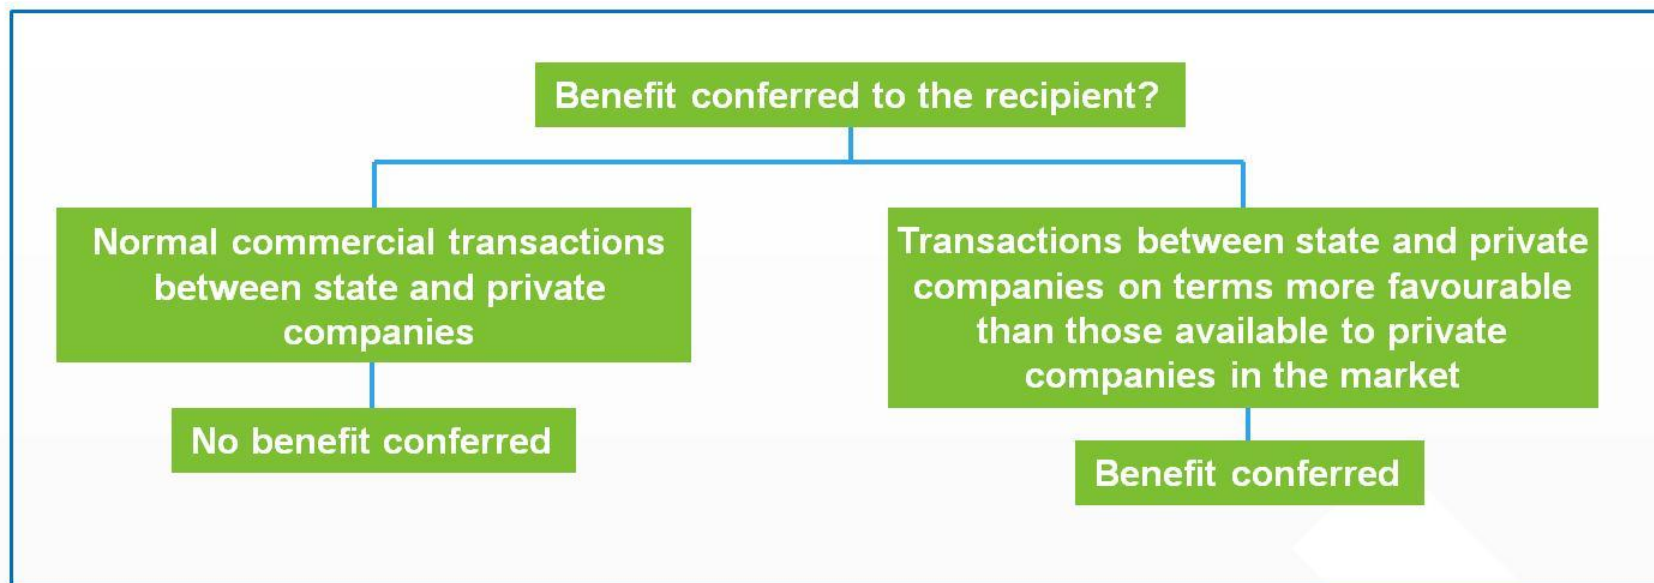 Benefit conferred to the recipient?
Normal commercial transactions
between state and private
companies
No benefit conferred
Transactions between state and private
companies on terms more favourable
than those available to private
companies in the market
Benefit conferred